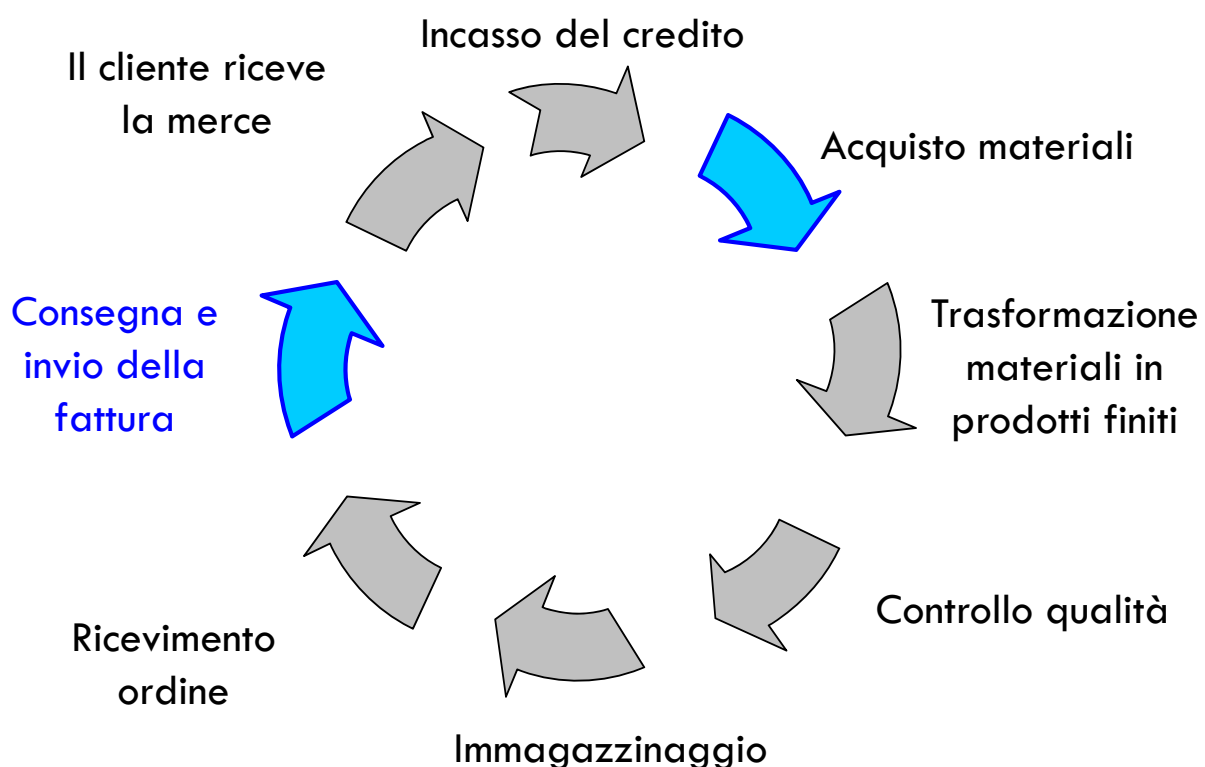 Incasso del credito
Il cliente riceve
la merce
Acquisto materiali
Consegna e
invio della
fattura
Trasformazione
materiali in
prodotti finiti
Controllo qualità
Ricevimento
ordine
Immagazzinaggio